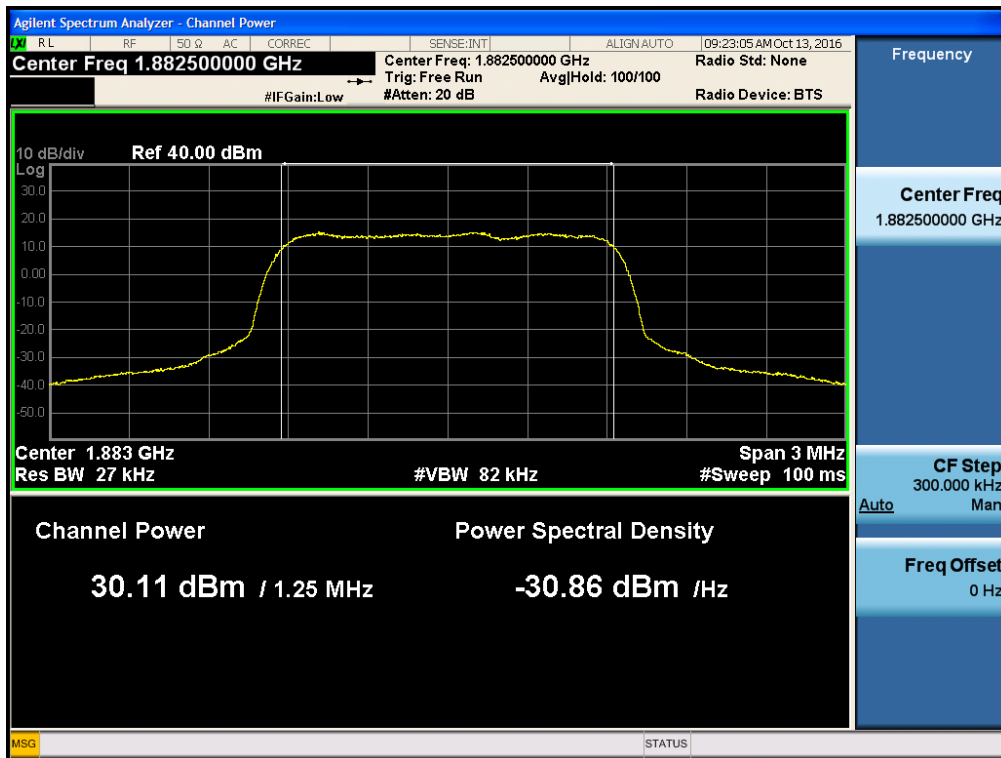 Agilent Spectrum Analyzer - Channel Power
LXI RL RF 50 Ω AC CORREC SENSE:INT ALIGN AUTO 09:23:05 AM Oct 13, 2016
Center Freq 1.882500000 GHz
Center Freq: 1.882500000 GHz
Radio Std: None
Trig: Free Run Avg|Hold: 100/100
#IFGain:Low
#Atten: 20 dB
Radio Device: BTS
10 dB/div Ref 40.00 dBm
Log
30.0
20.0
10.0
0.00
-10.0
-20.0
-30.0
-40.0
-50.0
Center 1.883 GHz Span 3 MHz
Res BW 27 kHz #VBW 82 kHz #Sweep 100 ms
Channel Power Power Spectral Density
30.11 dBm / 1.25 MHz -30.86 dBm /Hz
Frequency
Center Freq
1.882500000 GHz
CF Step
300.000 kHz
Auto Man
Freq Offset
0 Hz
MSG STATUS